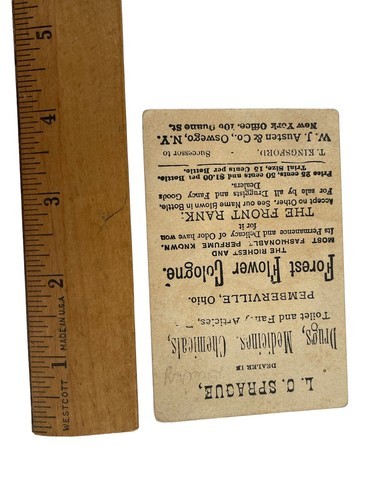 L. C. SPRAGUE,
DEALER IN
Drugs, Medicines, Chemicals,
Toilet and Fancy Articles,
PEMBERVILLE, Ohio.
Forest Flower Cologne.
THE RICHEST AND
MOST FASHIONABLE PERFUME KNOWN.
Its Permanence and Delicacy of Odor have won
for it
THE FRONT RANK.
Accept no Other. See our Name blown in Bottle.
For sale by all Druggists and Fancy Goods
Dealers.
Price 25 cents, 50 cents and $1.00 per Bottle.
Trial Size, 15 Cents per Bottle.
T. KINGSFORD, Successor to
W. J. Austen & Co., Oswego, N.Y.
New York Office, 106 Duane St.
WESTCOTT MADE IN U.S.A
1
2
3
4
5